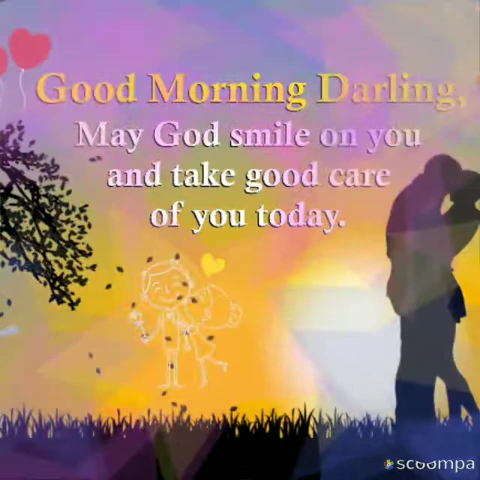 Good Morning Darling,
May God smile on you
and take good care
of you today.
scoompa